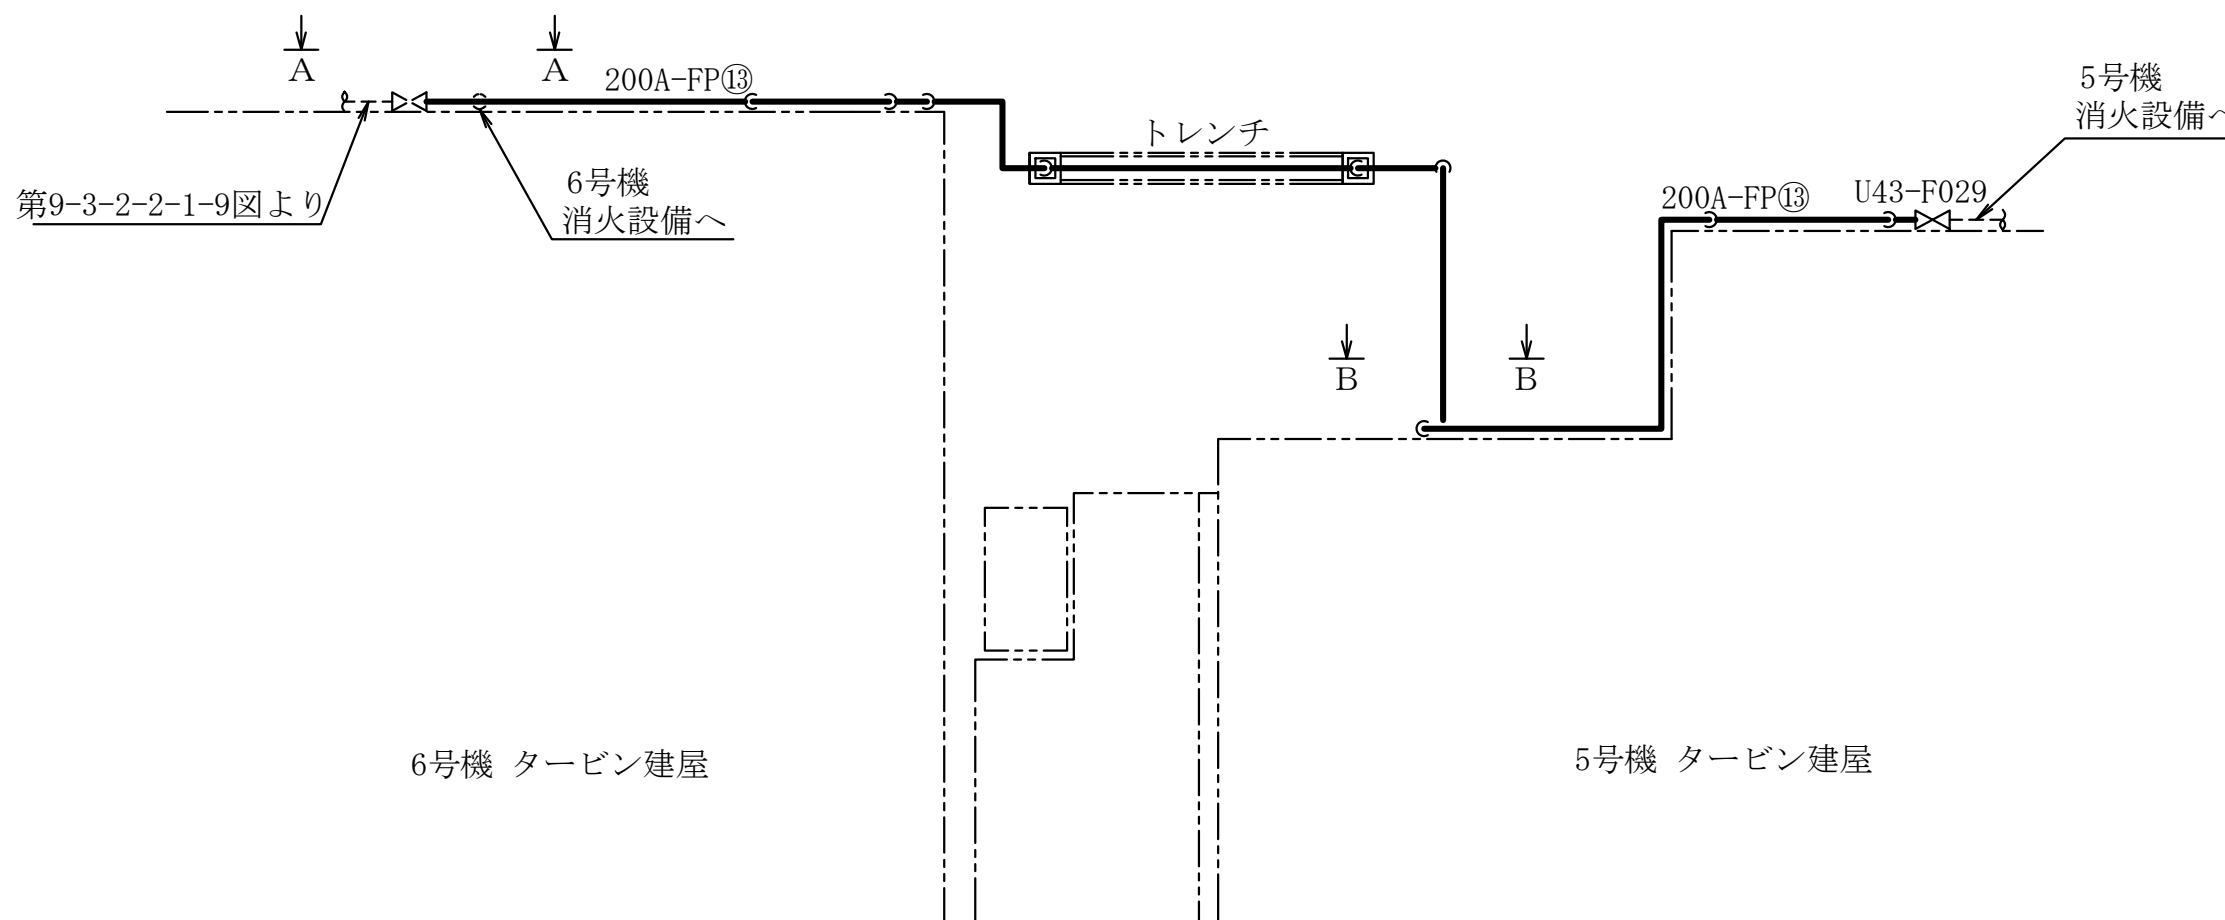 A
A
200A-FP⑬
トレンチ
5号機
消火設備へ
第9-3-2-2-1-9図より
6号機
消火設備へ
200A-FP⑬
U43-F029
B
B
6号機 タービン建屋
5号機 タービン建屋